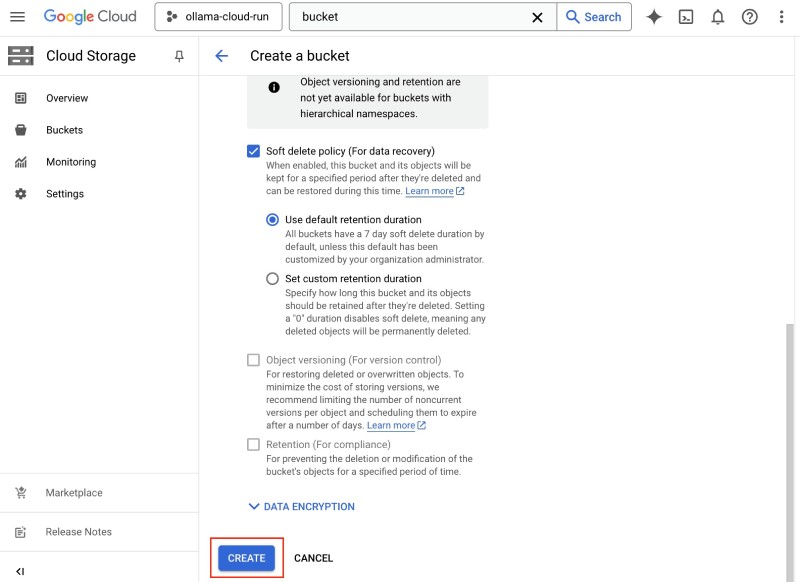 Google Cloud
ollama-cloud-run
bucket
Search
Cloud Storage
Create a bucket
Overview
Buckets
Monitoring
Settings
Object versioning and retention are
not yet available for buckets with
hierarchical namespaces.
Soft delete policy (For data recovery)
When enabled, this bucket and its objects will be
kept for a specified period after they're deleted and
can be restored during this time. Learn more
Use default retention duration
All buckets have a 7 day soft delete duration by
default, unless this default has been
customized by your organization administrator.
Set custom retention duration
Specify how long this bucket and its objects
should be retained after they're deleted. Setting
a "0" duration disables soft delete, meaning any
deleted objects will be permanently deleted.
Object versioning (For version control)
For restoring deleted or overwritten objects. To
minimize the cost of storing versions, we
recommend limiting the number of noncurrent
versions per object and scheduling them to expire
after a number of days. Learn more
Retention (For compliance)
For preventing the deletion or modification of the
bucket's objects for a specified period of time.
DATA ENCRYPTION
Marketplace
Release Notes
CREATE
CANCEL